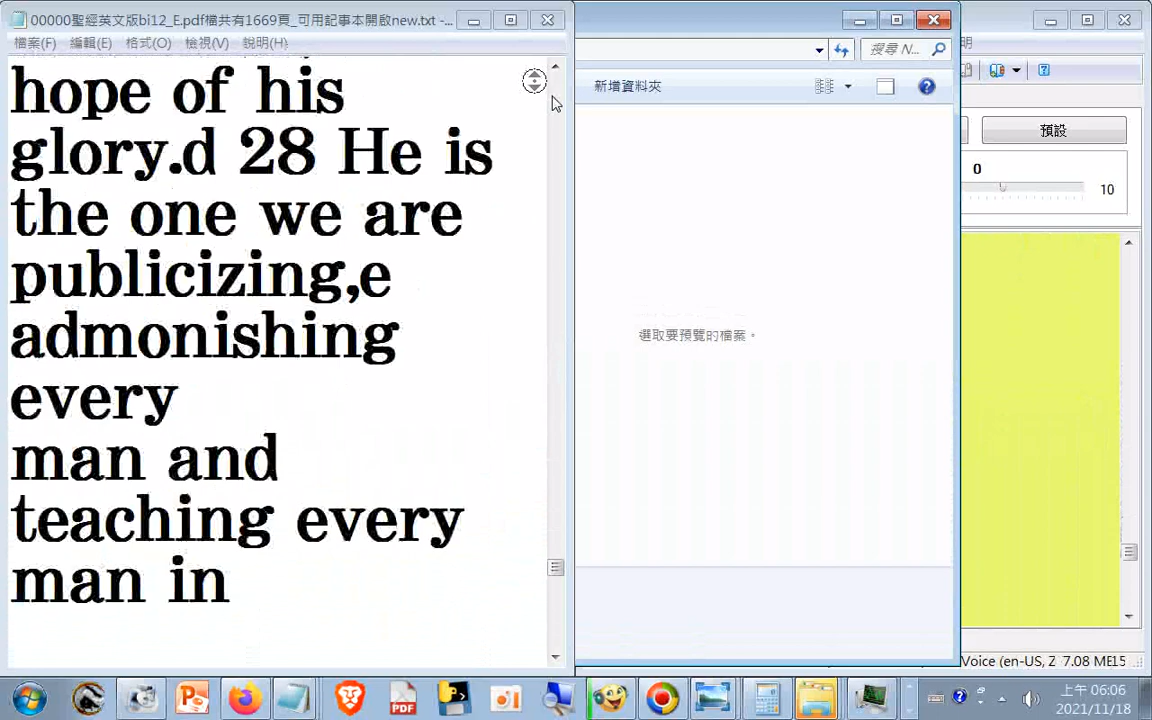 00000聖經英文版bi12_E.pdf檔共有1669頁_可用記事本開啟new.txt -...
檔案(F) 編輯(E) 格式(O) 檢視(V) 說明(H)
hope of his
glory.d 28 He is
the one we are
publicizing,e
admonishing
every
man and
teaching every
man in
搜尋 N...
新增資料夾
選取要預覽的檔案。
明
預設
0
10
Voice (en-US, Z 7.08 ME15
上午 06:06
2021/11/18